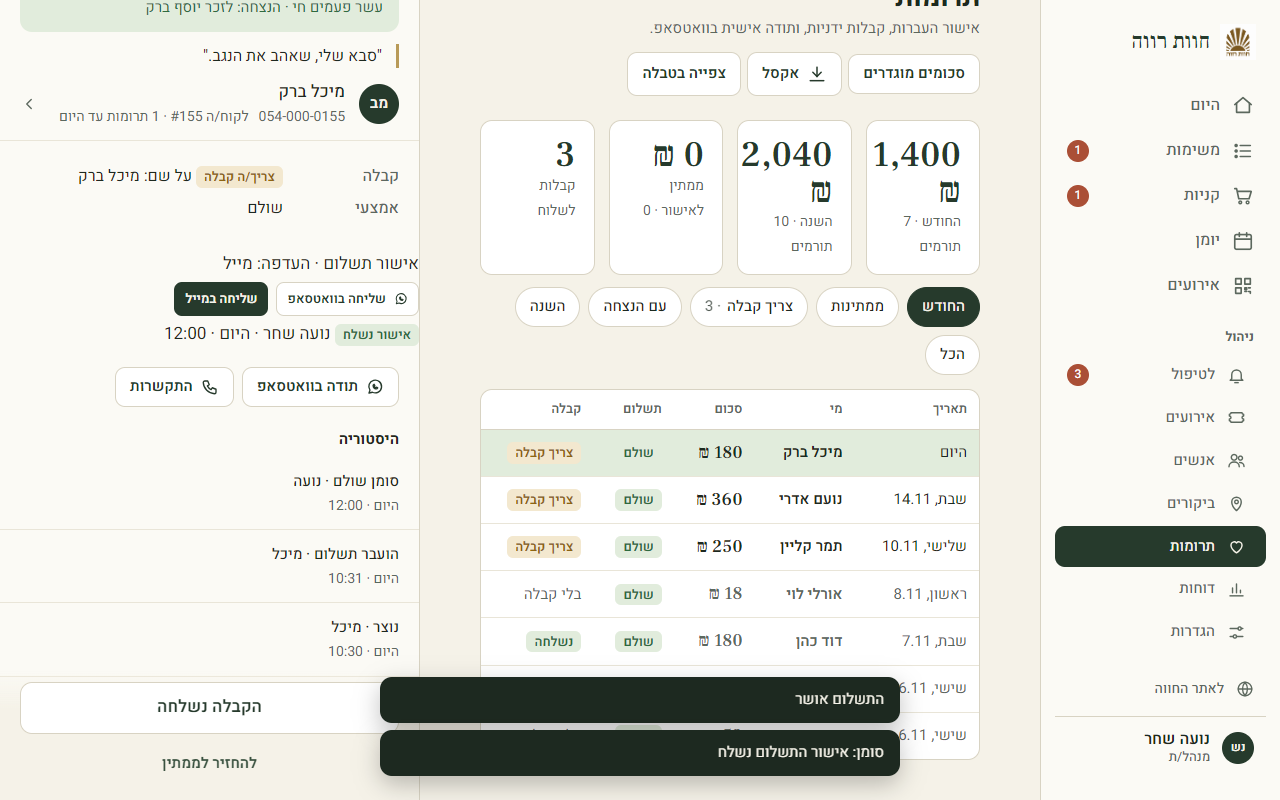 חוות רווה
היום
משימות
1
קניות
1
יומן
אירועים
ניהול
לטיפול
3
אירועים
אנשים
ביקורים
תרומות
דוחות
הגדרות
לאתר החווה
נש
נועה שחר
מנהל/ת
תרומות
אישור העברות, קבלות ידניות, ותודה אישית בוואטסאפ.
סכומים מוגדרים
אקסל
צפייה בטבלה
1,400 ₪
החודש · 7 תורמים
2,040 ₪
השנה · 10 תורמים
0 ₪
ממתין לאישור · 0
3
קבלות לשלוח
החודש
ממתינות
צריך קבלה · 3
עם הנצחה
השנה
הכל
תאריך מי סכום תשלום קבלה
היום מיכל ברק 180 ₪ שולם צריך קבלה
שבת, 14.11 נועם אדרי 360 ₪ שולם צריך קבלה
שלישי, 10.11 תמר קליין 250 ₪ שולם צריך קבלה
ראשון, 8.11 אורלי לוי 18 ₪ שולם בלי קבלה
שבת, 7.11 דוד כהן 180 ₪ שולם נשלחה
שישי, 6.11
שישי, 6.11
עשר פעמים חי · הנצחה: לזכר יוסף ברק
"סבא שלי, שאהב את הנגב."
מב
מיכל ברק
054-000-0155 לקוח/ה #155 · 1 תרומות עד היום
קבלה צריך/ה קבלה על שם: מיכל ברק
אמצעי שולם
אישור תשלום · העדפה: מייל
שליחה בוואטסאפ
שליחה במייל
אישור נשלח נועה שחר · היום · 12:00
תודה בוואטסאפ
התקשרות
היסטוריה
סומן שולם · נועה
היום · 12:00
הועבר תשלום · מיכל
היום · 10:31
נוצר · מיכל
היום · 10:30
הקבלה נשלחה
להחזיר לממתין
התשלום אושר
סומן: אישור התשלום נשלח